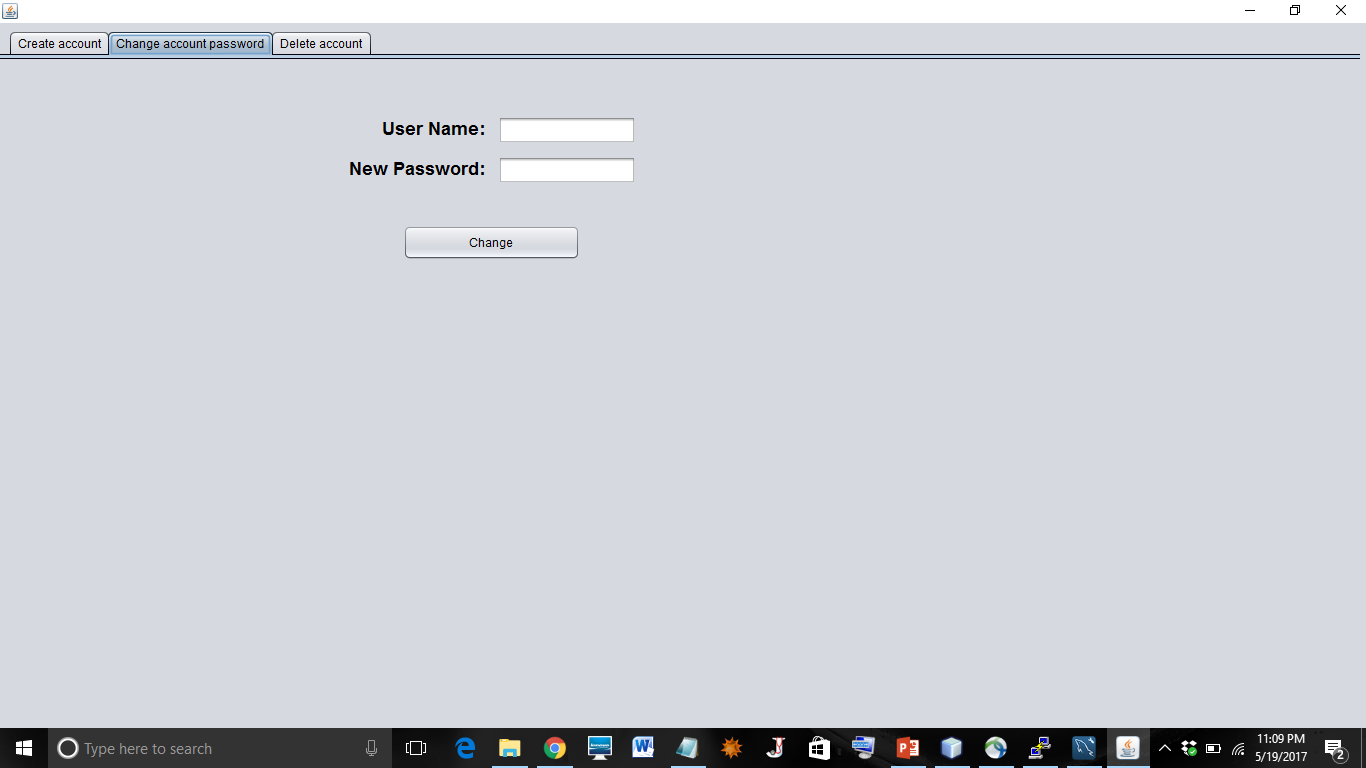 Create account Change account password Delete account
User Name:
New Password:
Change
Type here to search
11:09 PM
5/19/2017
2